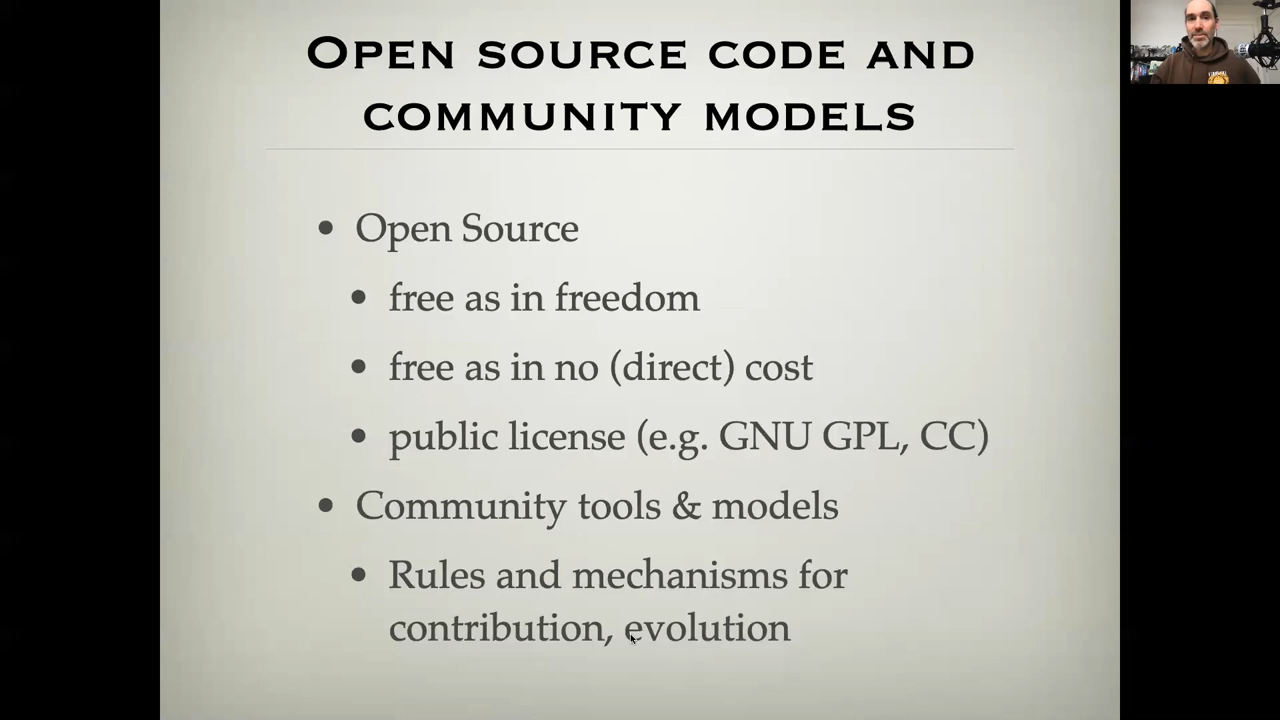 OPEN SOURCE CODE AND
COMMUNITY MODELS
• Open Source
• free as in freedom
• free as in no (direct) cost
• public license (e.g. GNU GPL, CC)
• Community tools & models
• Rules and mechanisms for
contribution, evolution